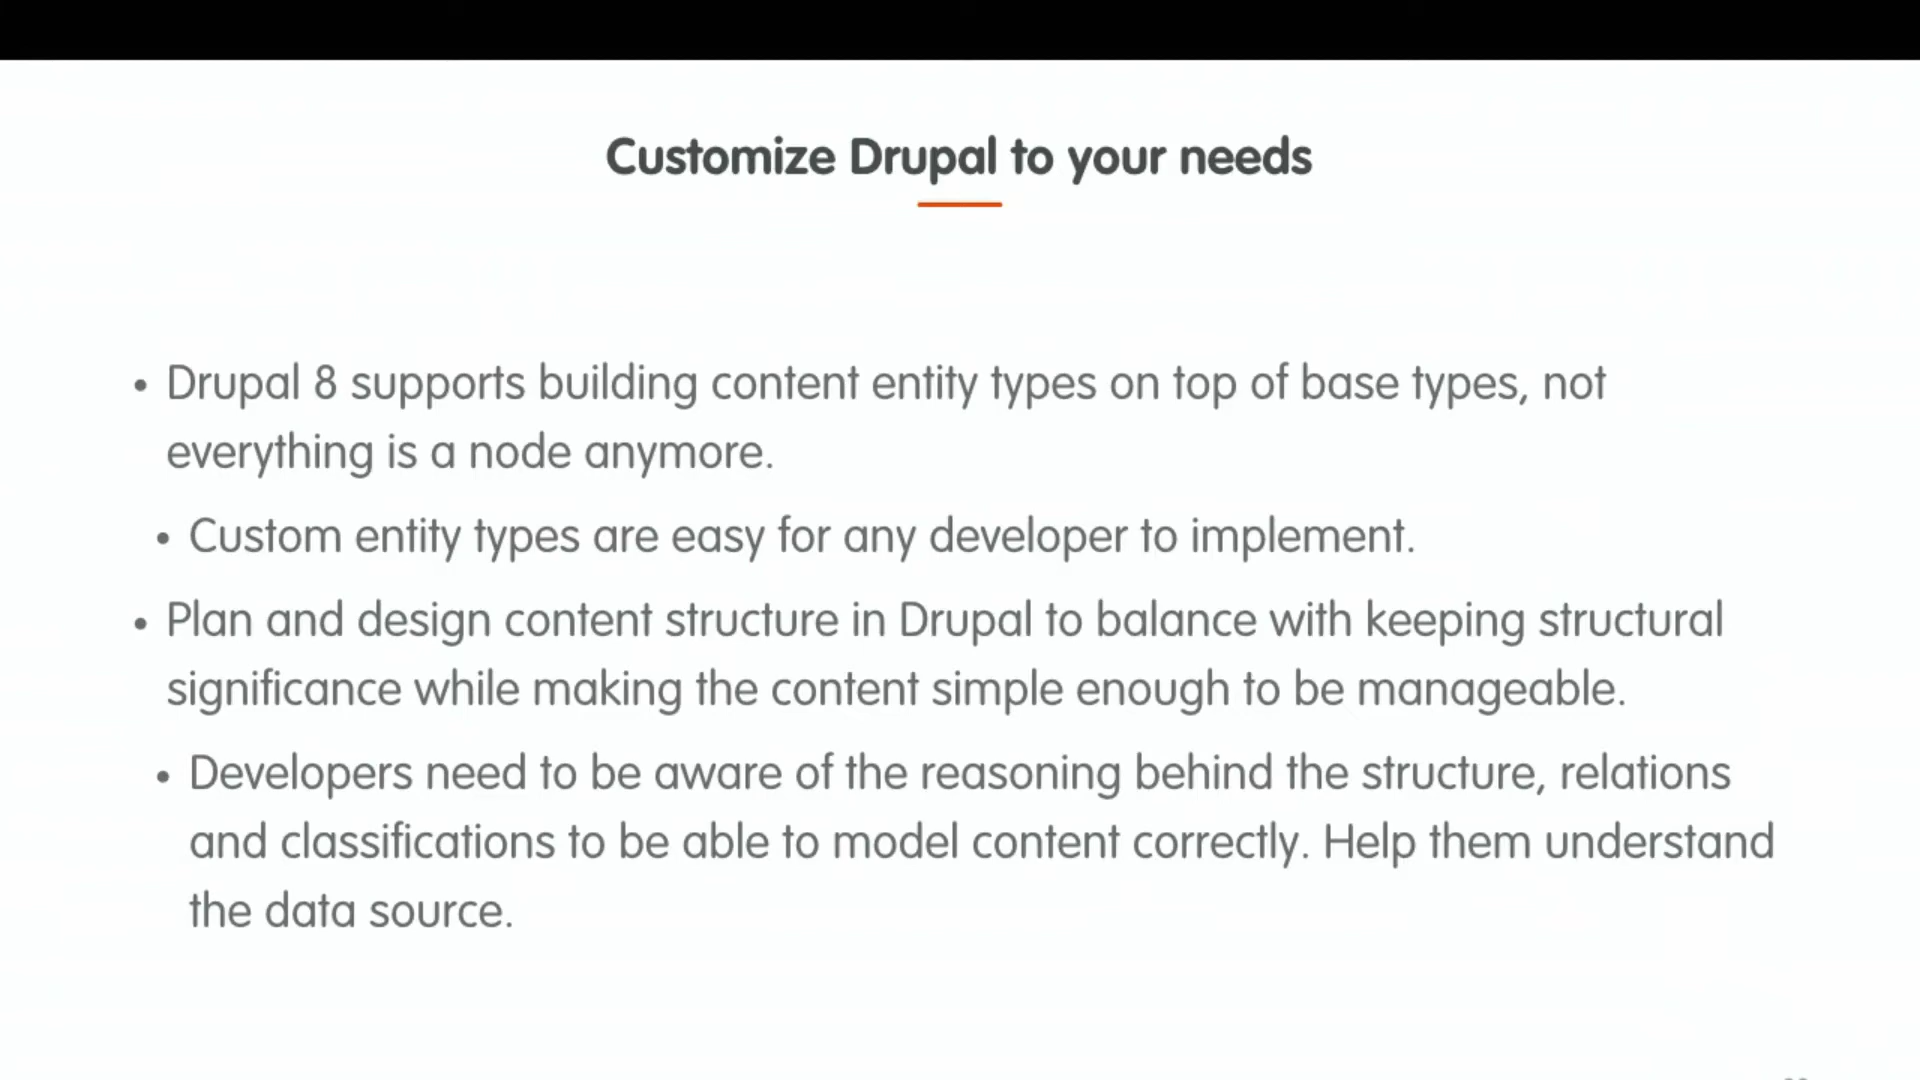 Customize Drupal to your needs
• Drupal 8 supports building content entity types on top of base types, not
everything is a node anymore.
• Custom entity types are easy for any developer to implement.
• Plan and design content structure in Drupal to balance with keeping structural
significance while making the content simple enough to be manageable.
• Developers need to be aware of the reasoning behind the structure, relations
and classifications to be able to model content correctly. Help them understand
the data source.